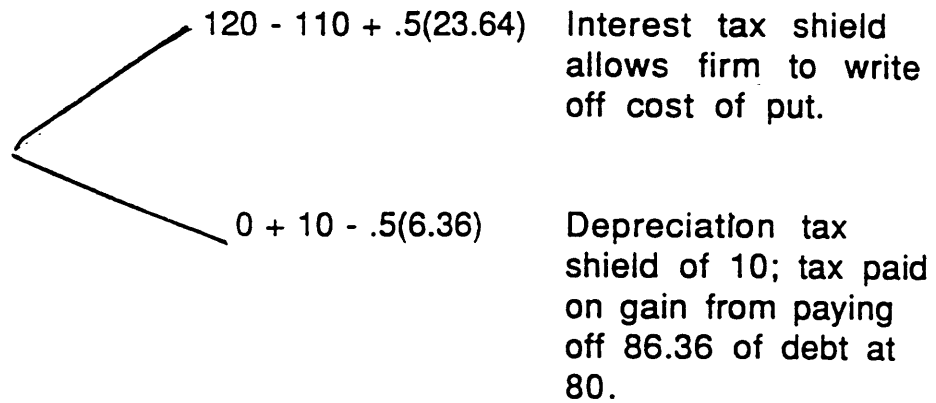 120 - 110 + .5(23.64) Interest tax shield
allows firm to write
off cost of put.
0 + 10 - .5(6.36) Depreciation tax
shield of 10; tax paid
on gain from paying
off 86.36 of debt at
80.